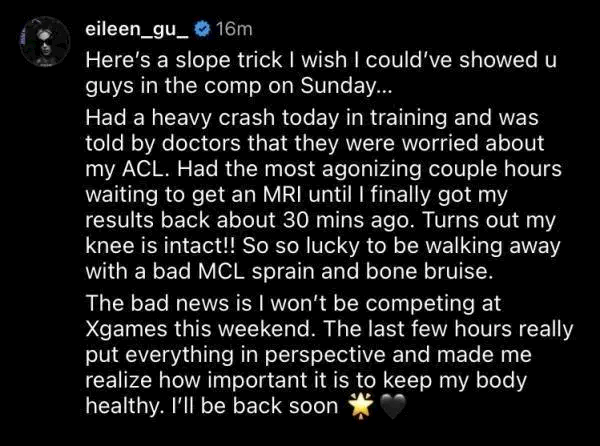 eileen_gu_ 16m
Here's a slope trick I wish I could've showed u
guys in the comp on Sunday...
Had a heavy crash today in training and was
told by doctors that they were worried about
my ACL. Had the most agonizing couple hours
waiting to get an MRI until I finally got my
results back about 30 mins ago. Turns out my
knee is intact!! So so lucky to be walking away
with a bad MCL sprain and bone bruise.
The bad news is I won't be competing at
Xgames this weekend. The last few hours really
put everything in perspective and made me
realize how important it is to keep my body
healthy. I'll be back soon 🌟🖤